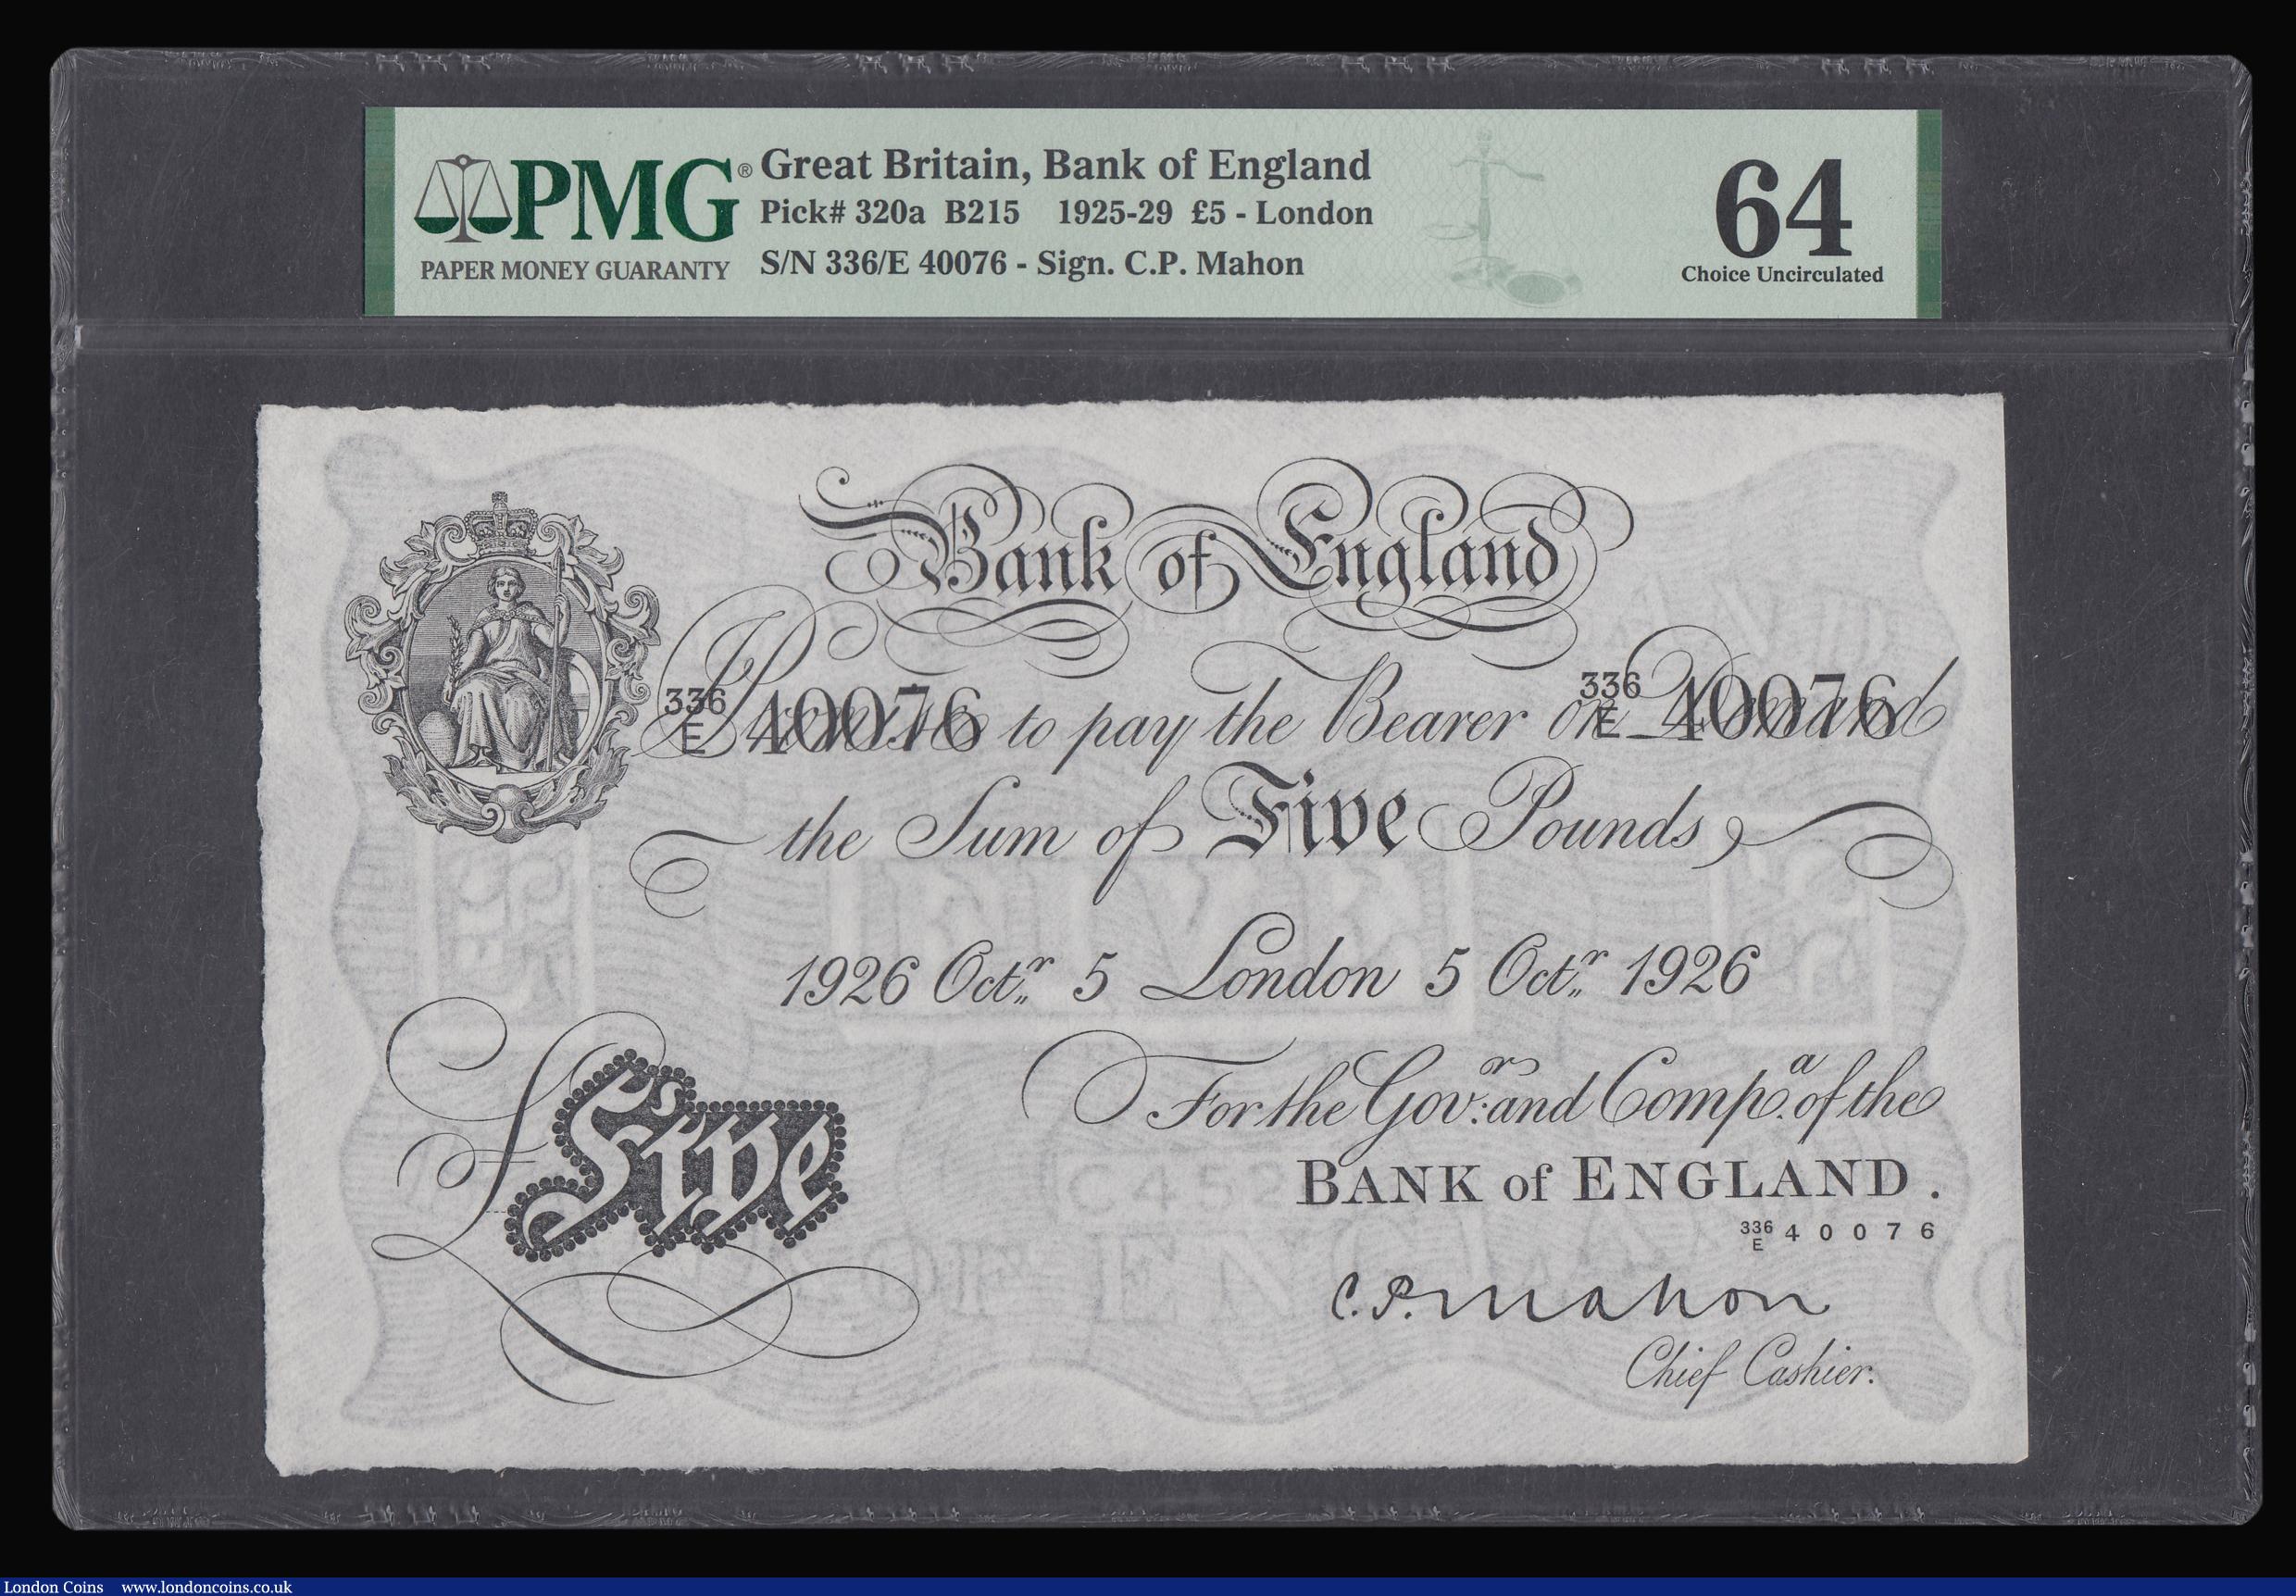 PMG®
PAPER MONEY GUARANTY
Great Britain, Bank of England
Pick# 320a B215 1925-29 £5 - London
S/N 336/E 40076 - Sign. C.P. Mahon
64
Choice Uncirculated
Bank of England
336/E 40076 336/E 40076
Promise to pay the Bearer on Demand
the Sum of Five Pounds
1926 Octr. 5 London 5 Octr. 1926
For the Govr. and Compa. of the
£Five
BANK of ENGLAND.
336/E 40076
C.P. Mahon
Chief Cashier.
London Coins www.londoncoins.co.uk